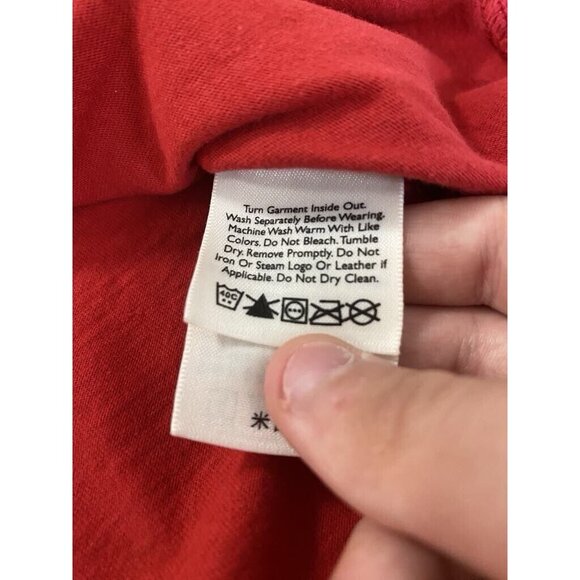 Turn Garment Inside Out.
Wash Separately Before Wearing.
Machine Wash Warm With Like
Colors. Do Not Bleach. Tumble
Dry. Remove Promptly. Do Not
Iron Or Steam Logo Or Leather if
Applicable. Do Not Dry Clean.
40C